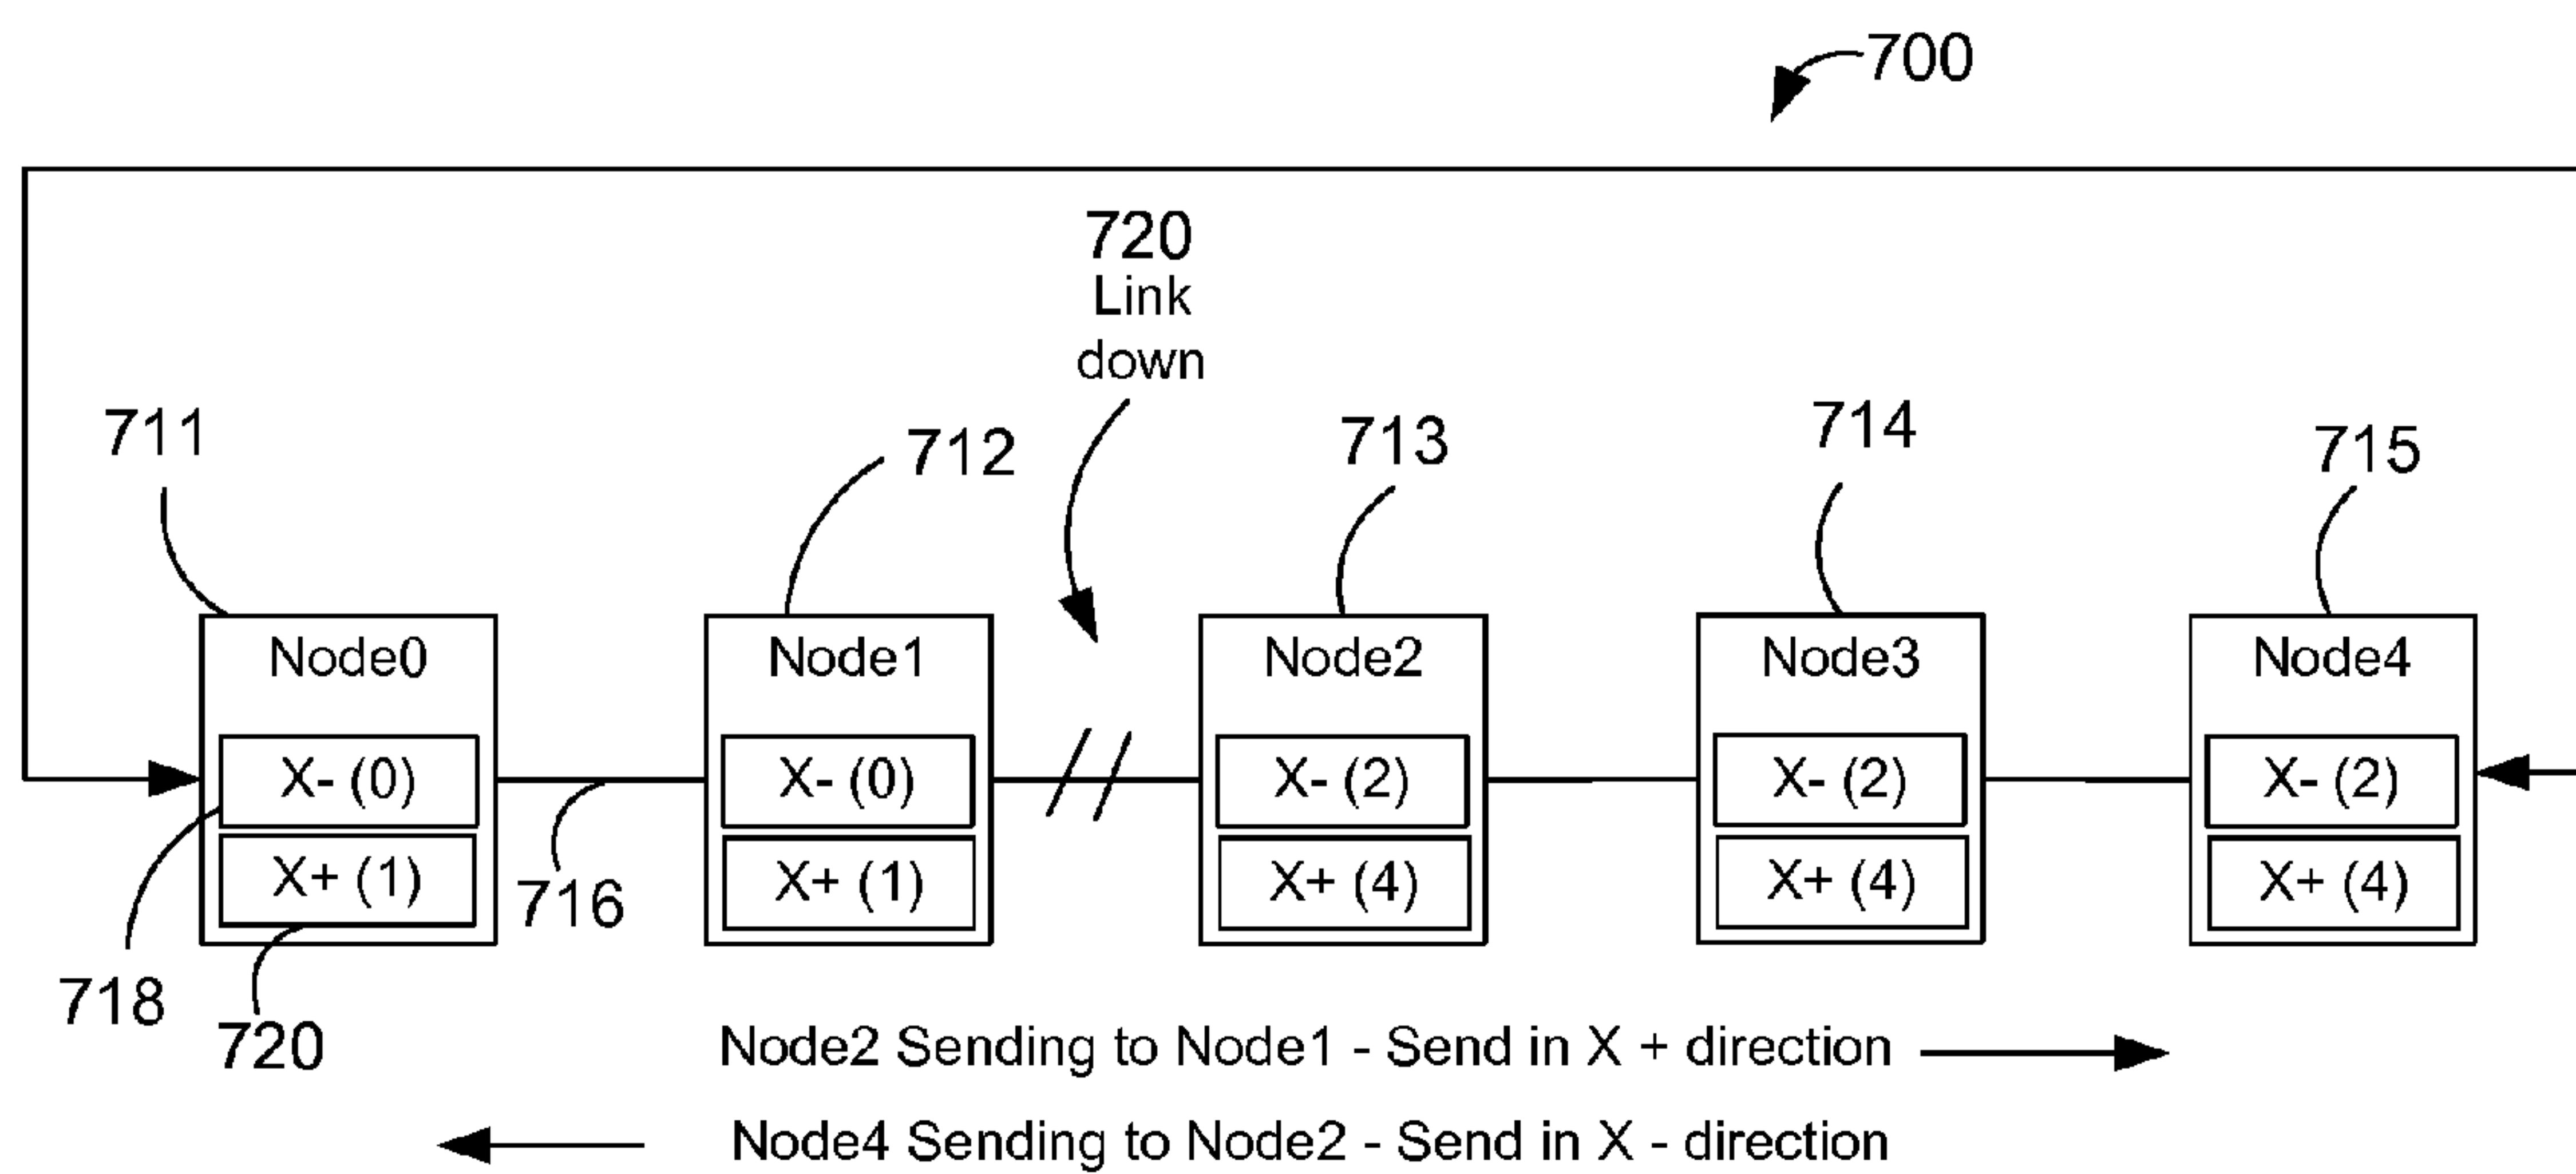 700
720
Link
down
711
712
713
714
715
Node0
Node1
Node2
Node3
Node4
X- (0)
X- (0)
X- (2)
X- (2)
X- (2)
X+ (1)
X+ (1)
X+ (4)
X+ (4)
X+ (4)
716
718
720
Node2 Sending to Node1 - Send in X + direction
Node4 Sending to Node2 - Send in X - direction